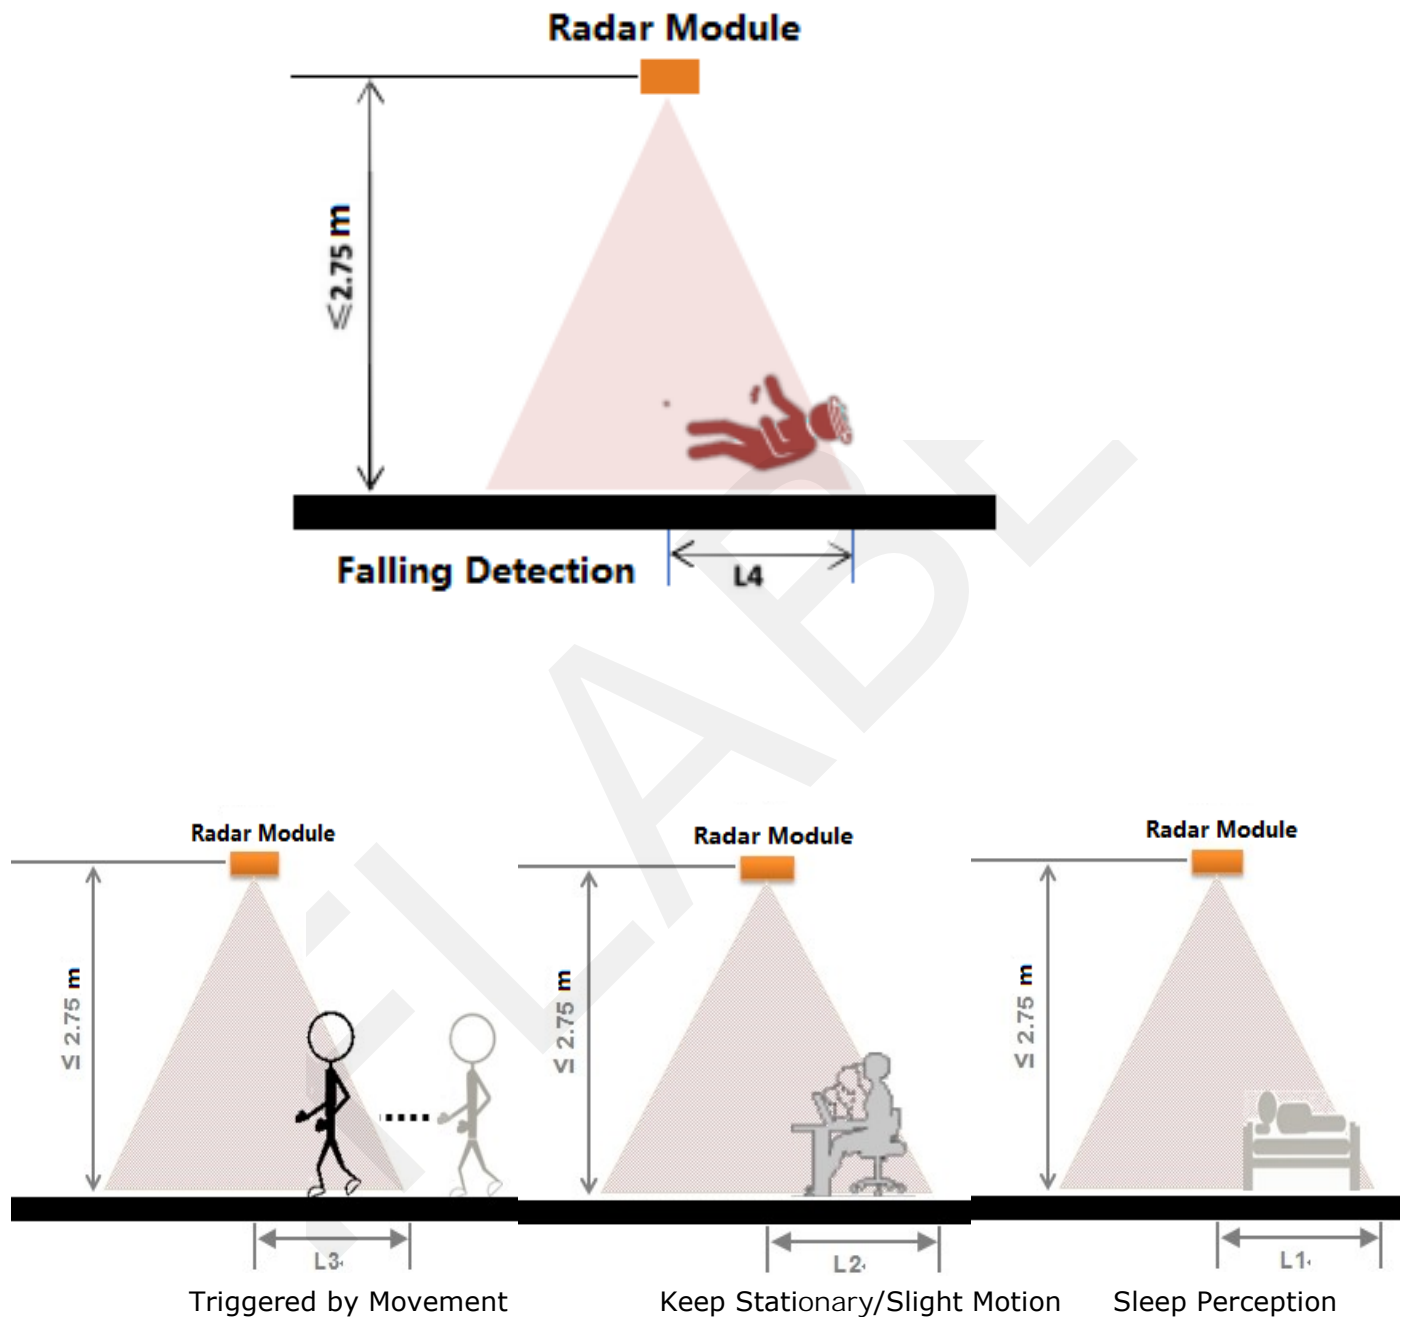 Radar Module
≤2.75 m
Falling Detection
L4
Radar Module
Radar Module
Radar Module
≤ 2.75 m
≤ 2.75 m
≤ 2.75 m
L3
L2
L1
Triggered by Movement
Keep Stationary/Slight Motion
Sleep Perception